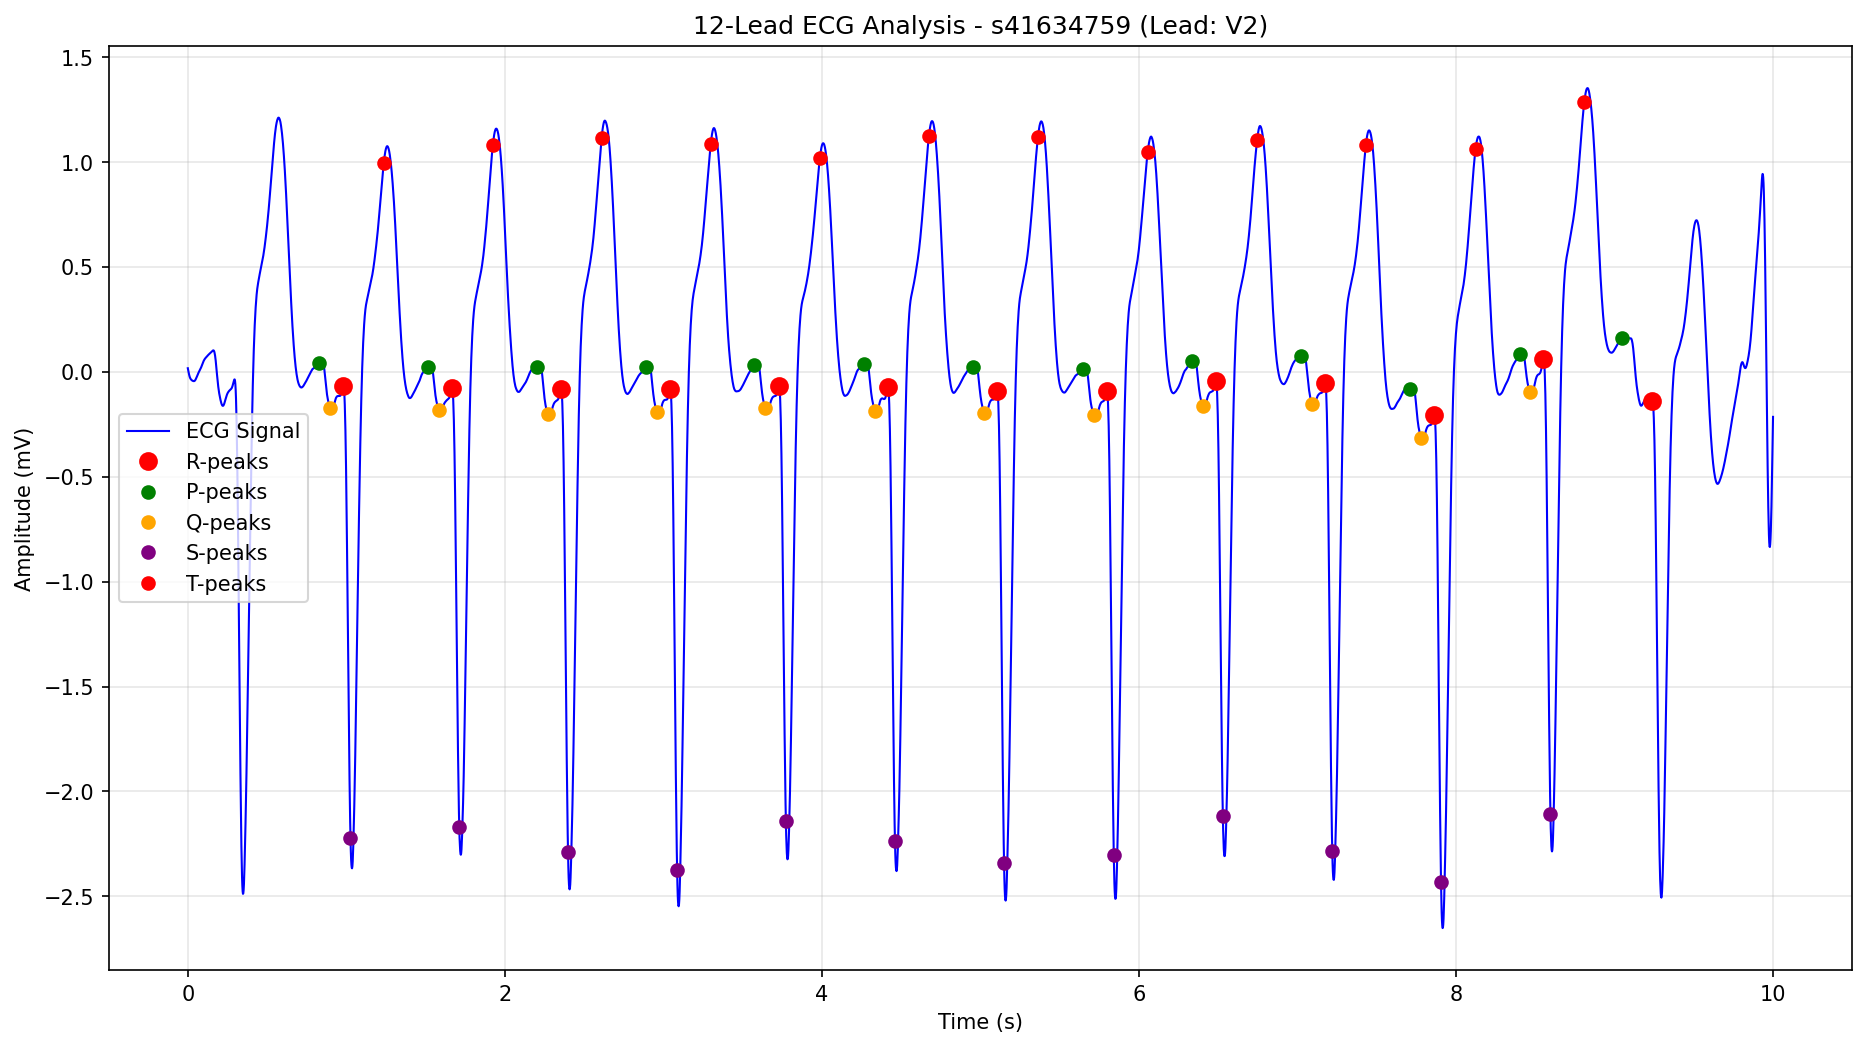 12-Lead ECG Analysis - s41634759 (Lead: V2)
1.5
1.0
0.5
0.0
−0.5
−1.0
−1.5
−2.0
−2.5
Amplitude (mV)
ECG Signal
R-peaks
P-peaks
Q-peaks
S-peaks
T-peaks
0 2 4 6 8 10
Time (s)